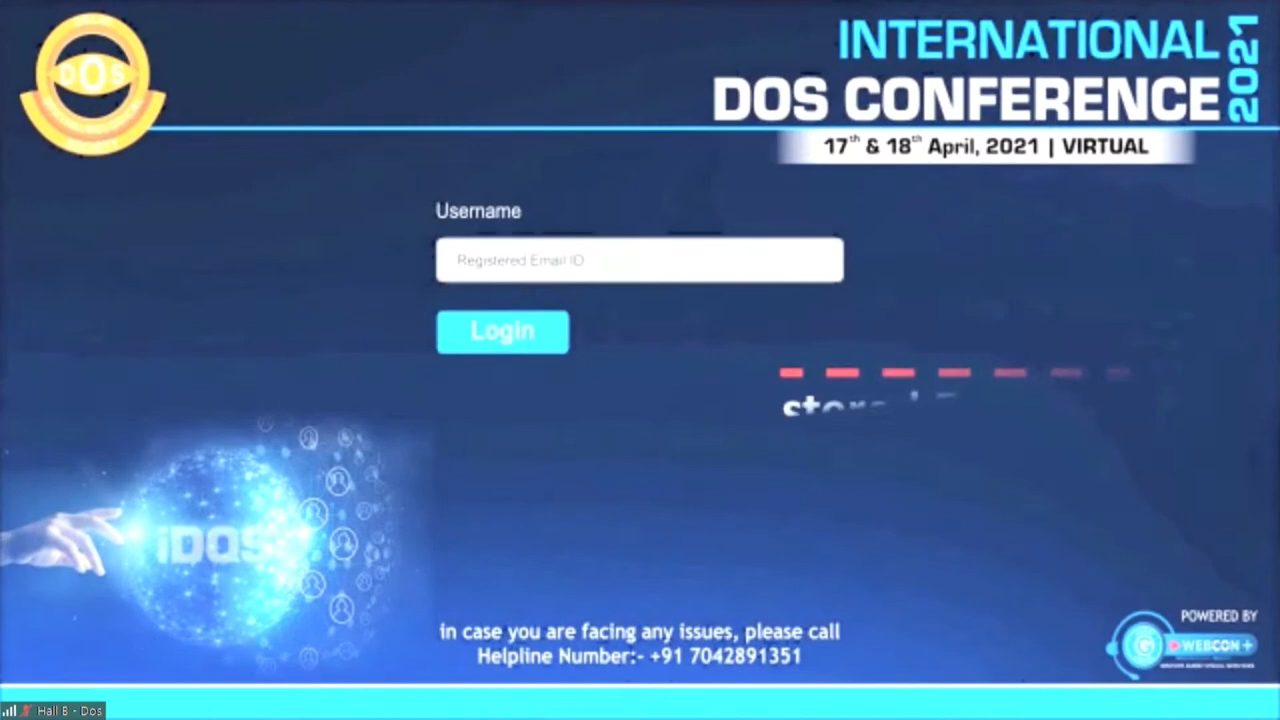 DOS
INTERNATIONAL
DOS CONFERENCE
2021
17th & 18th April, 2021 | VIRTUAL
Username
Registered Email ID
Login
iDOS
in case you are facing any issues, please call
Helpline Number:- +91 7042891351
POWERED BY
WEBCON+
Hall B - Dos